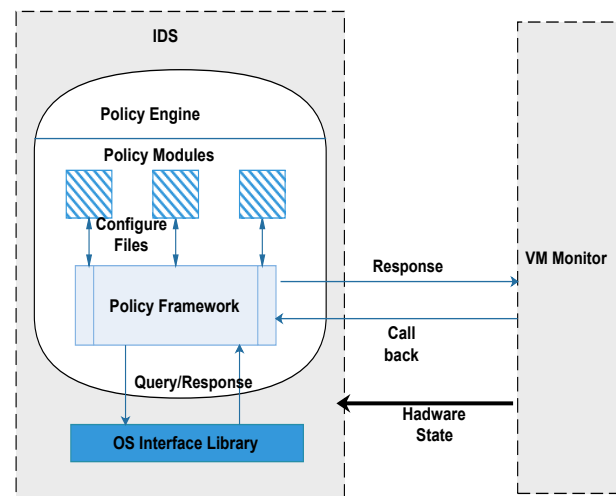 IDS
Policy Engine
Policy Modules
Configure
Files
Policy Framework
Query/Response
OS Interface Library
Response
Call
back
Hadware
State
VM Monitor